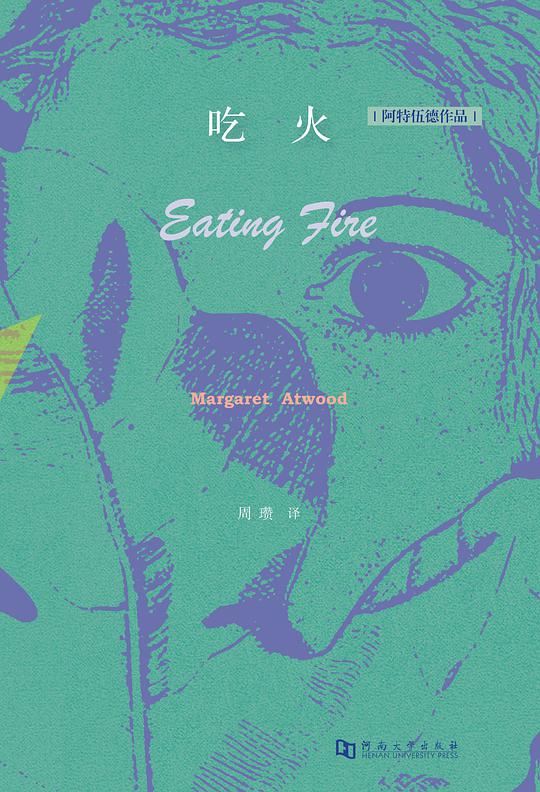 吃 火
阿特伍德作品
Eating Fire
Margaret Atwood
周瓒 译
河南大学出版社
HENAN UNIVERSITY PRESS